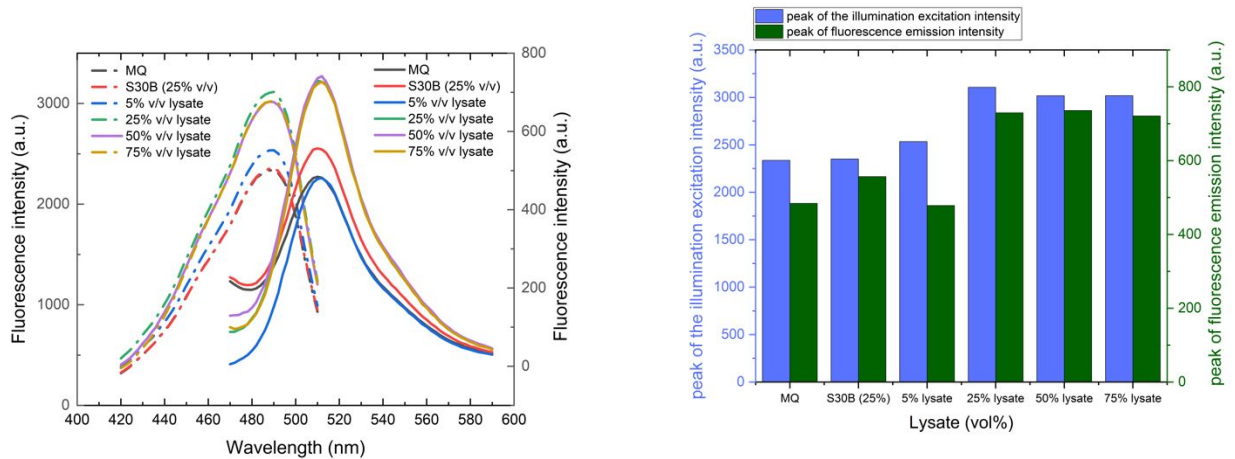 MQ
S30B (25% v/v)
5% v/v lysate
25% v/v lysate
50% v/v lysate
75% v/v lysate
MQ
S30B (25% v/v)
5% v/v lysate
25% v/v lysate
50% v/v lysate
75% v/v lysate
Fluorescence intensity (a.u.)
3000
2000
1000
0
800
600
400
200
0
Fluorescence intensity (a.u.)
400 420 440 460 480 500 520 540 560 580 600
Wavelength (nm)
peak of the illumination excitation intensity
peak of fluorescence emission intensity
peak of the illumination excitation intensity (a.u.)
3500
3000
2500
2000
1500
1000
500
0
800
600
400
200
0
peak of fluorescence emission intensity (a.u.)
MQ S30B (25%) 5% lysate 25% lysate 50% lysate 75% lysate
Lysate (vol%)